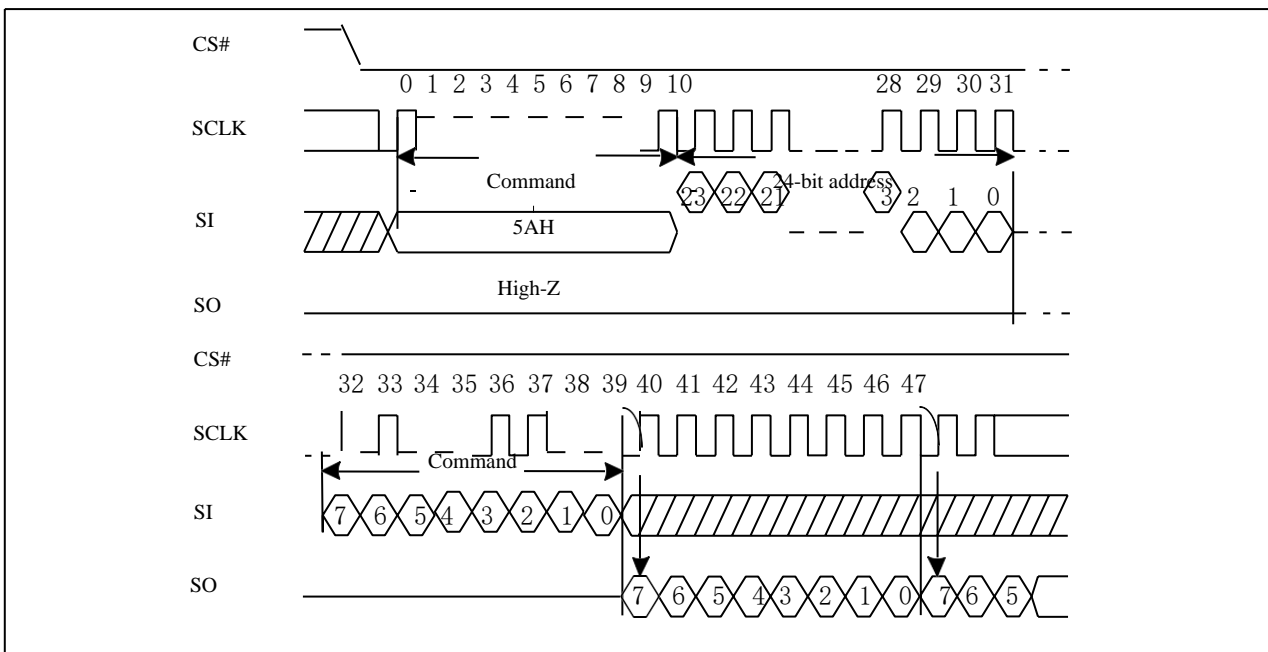 CS#
0 1 2 3 4 5 6 7 8 9 10 28 29 30 31
SCLK
Command 24-bit address
23 22 21 3 2 1 0
SI
5AH
High-Z
SO
CS#
32 33 34 35 36 37 38 39 40 41 42 43 44 45 46 47
SCLK
Command
SI
7 6 5 4 3 2 1 0
SO
7 6 5 4 3 2 1 0 7 6 5